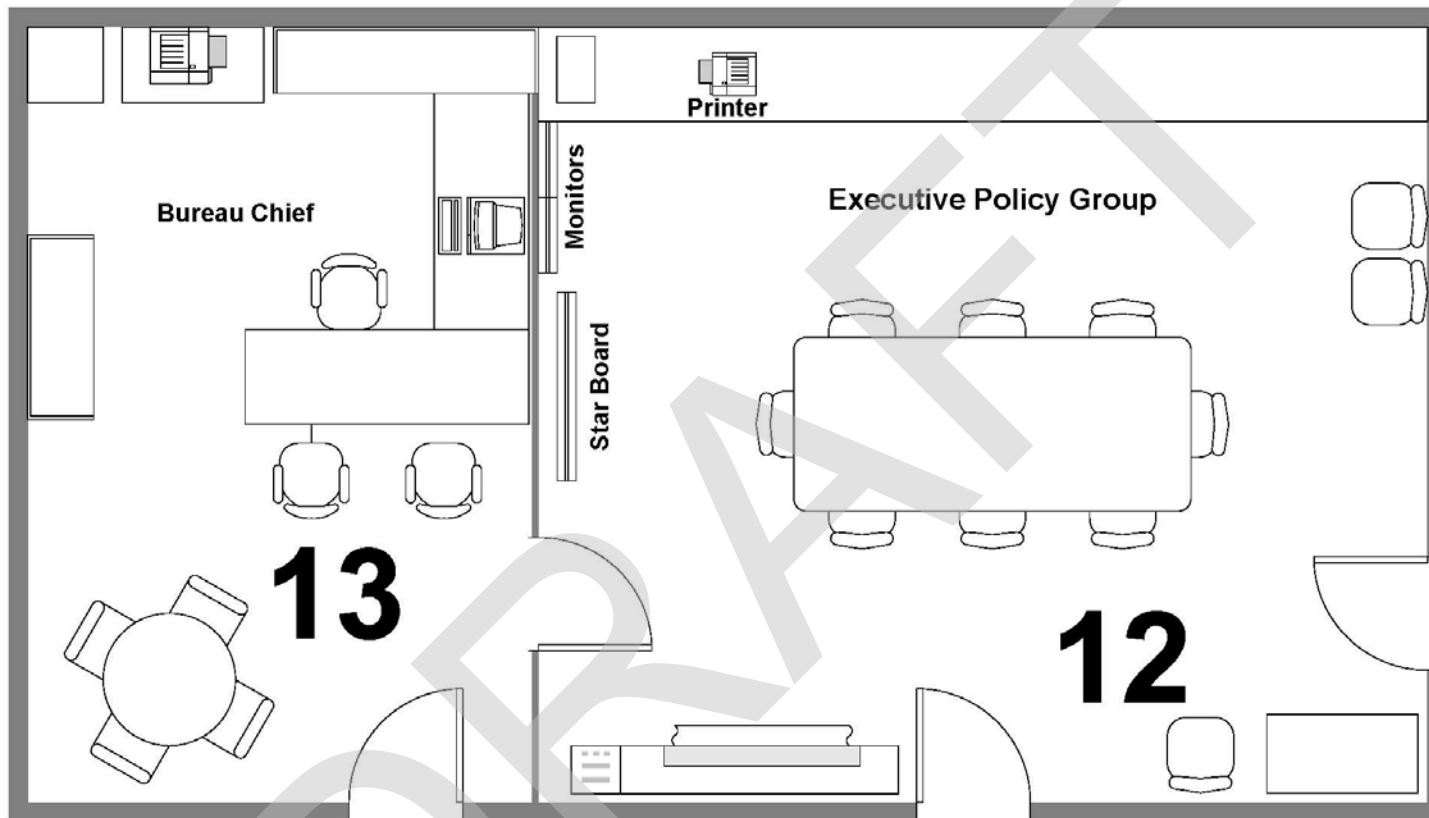 Printer
Monitors
Bureau Chief
Executive Policy Group
Star Board
13
12
DRAFT